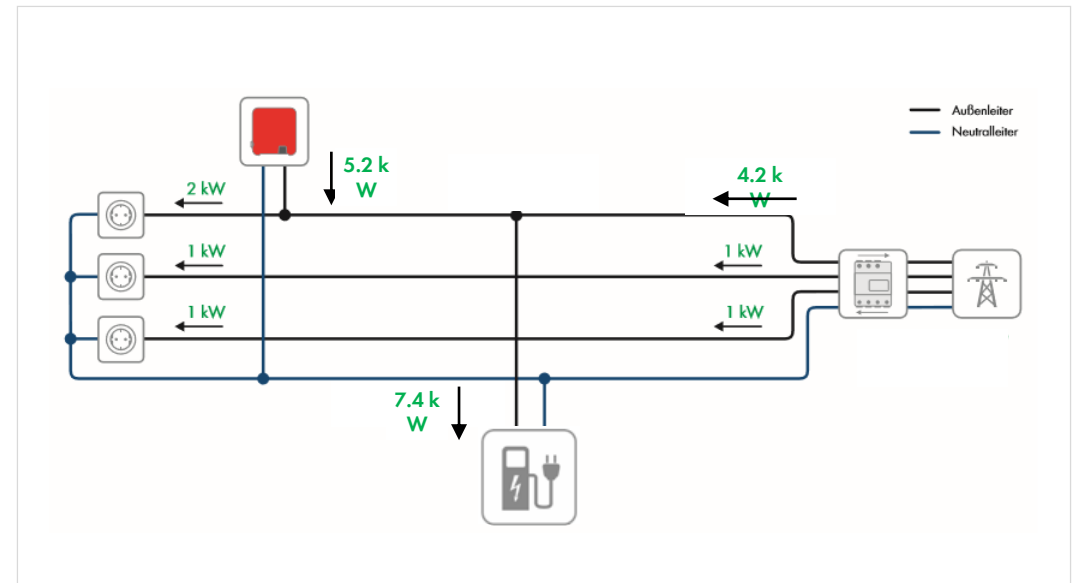 Außenleiter
Neutralleiter
5.2 k
W
4.2 k
W
2 kW
1 kW
1 kW
1 kW
1 kW
7.4 k
W